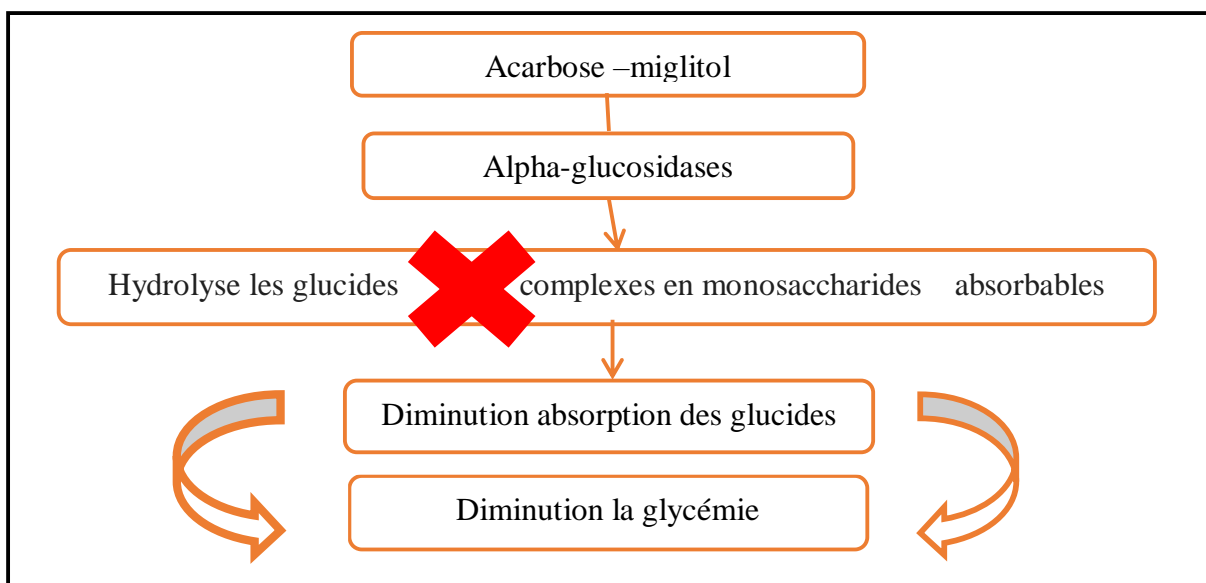 Acarbose –miglitol
Alpha-glucosidases
Hydrolyse les glucides complexes en monosaccharides absorbables
Diminution absorption des glucides
Diminution la glycémie